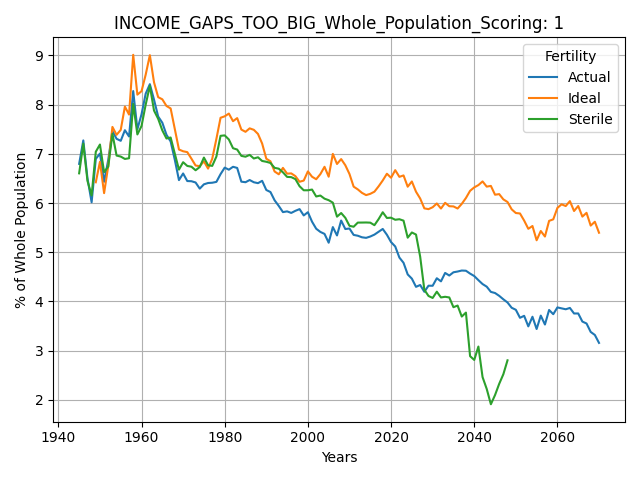 INCOME_GAPS_TOO_BIG_Whole_Population_Scoring: 1
Fertility
Actual
Ideal
Sterile
% of Whole Population
9
8
7
6
5
4
3
2
1940 1960 1980 2000 2020 2040 2060
Years